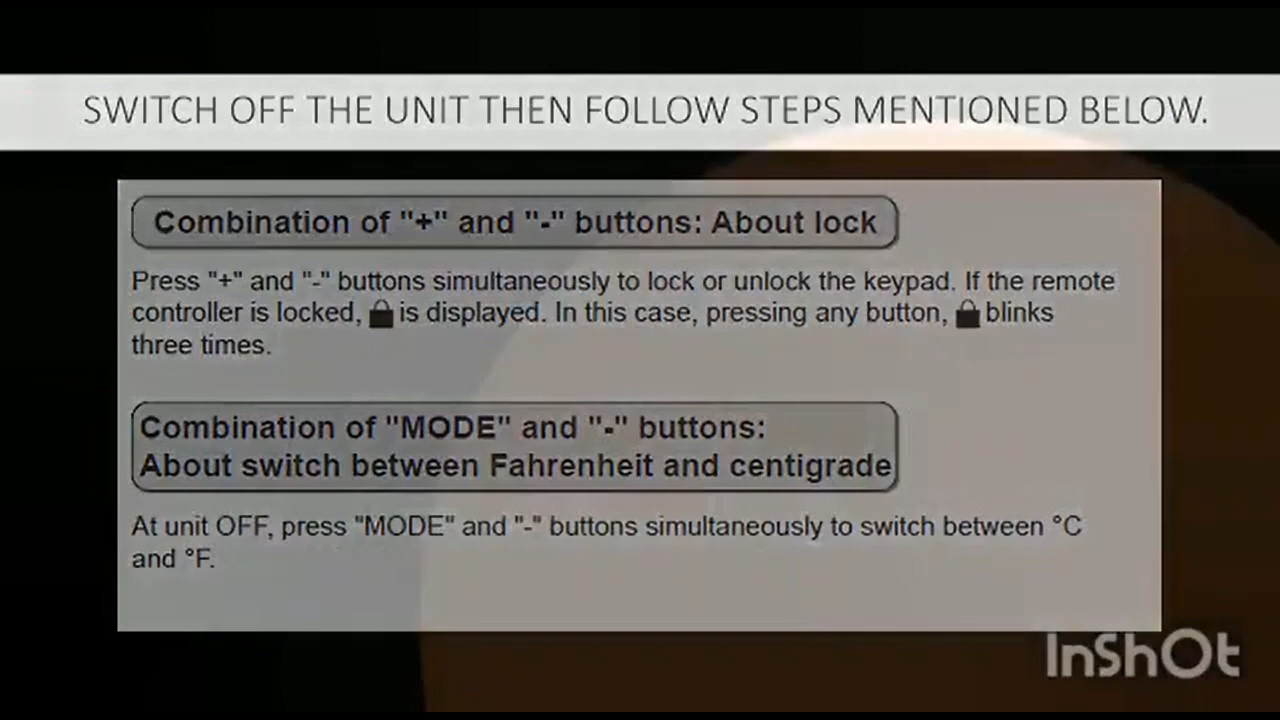 SWITCH OFF THE UNIT THEN FOLLOW STEPS MENTIONED BELOW.
Combination of "+" and "-" buttons: About lock
Press "+" and "-" buttons simultaneously to lock or unlock the keypad. If the remote
controller is locked, is displayed. In this case, pressing any button, blinks
three times.
Combination of "MODE" and "-" buttons:
About switch between Fahrenheit and centigrade
At unit OFF, press "MODE" and "-" buttons simultaneously to switch between °C
and °F.
InShOt